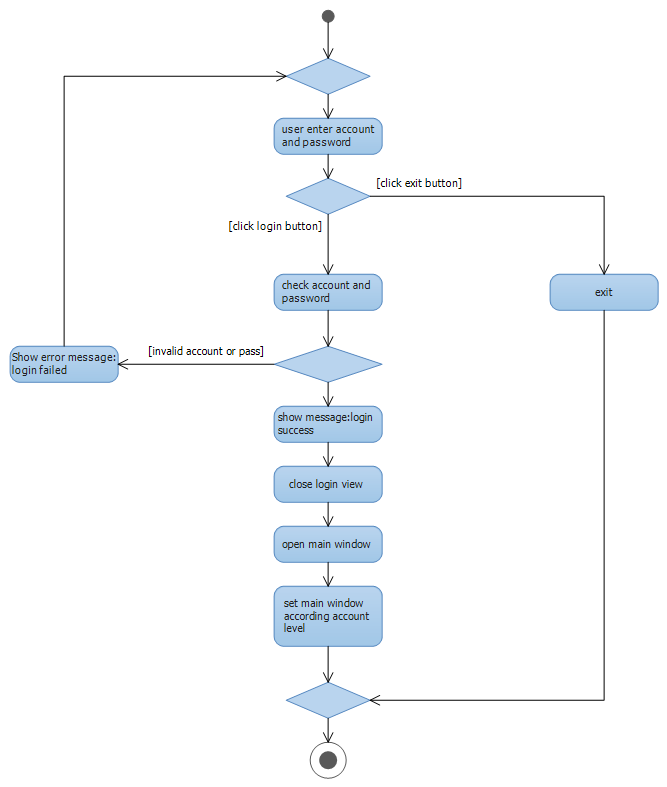 user enter account
and password
[click exit button]
[click login button]
check account and
password
exit
[invalid account or pass]
Show error message:
login failed
show message:login
success
close login view
open main window
set main window
according account
level